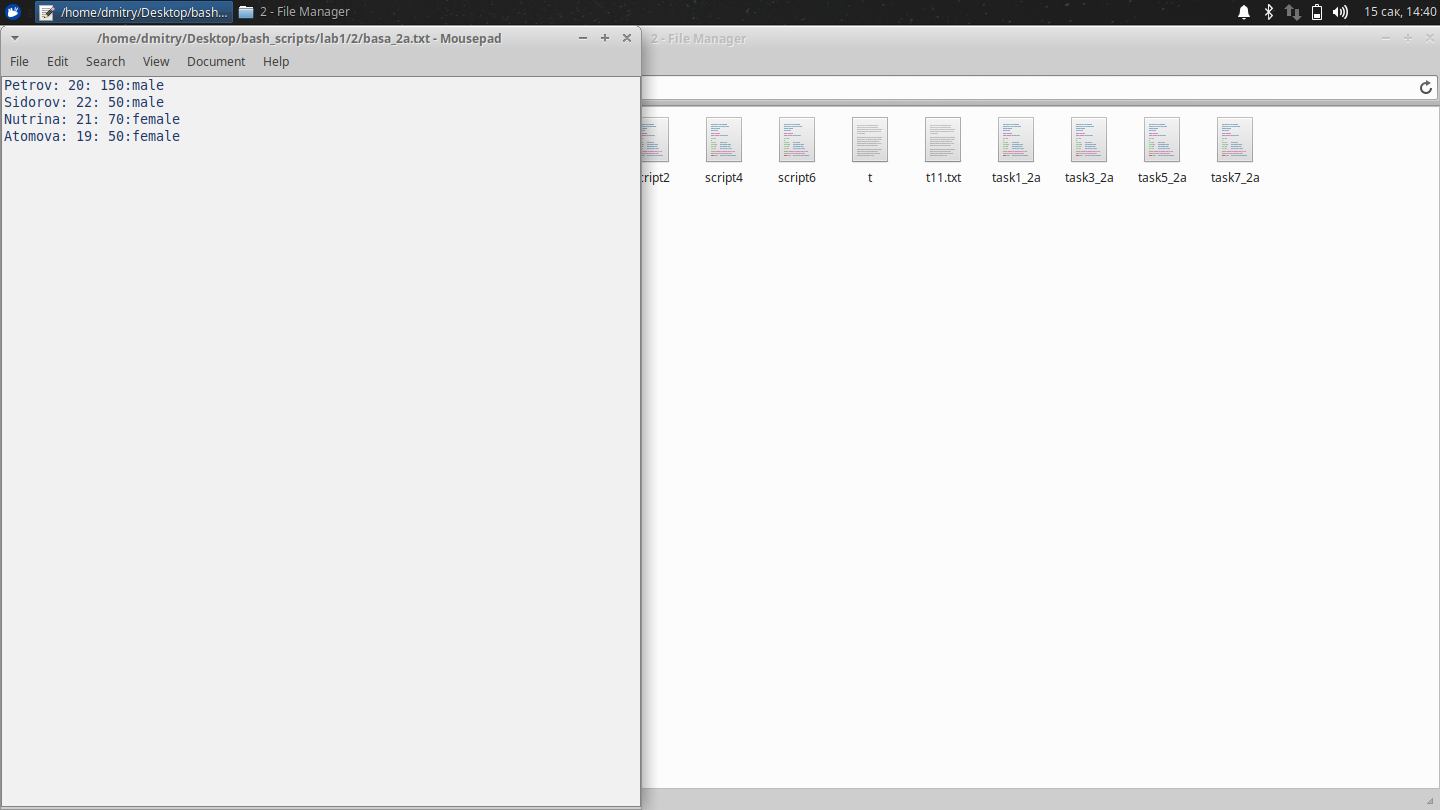 /home/dmitry/Desktop/bash...
2 - File Manager
15 сак, 14:40
/home/dmitry/Desktop/bash_scripts/lab1/2/basa_2a.txt - Mousepad
2 - File Manager
File Edit Search View Document Help
Petrov: 20: 150:male
Sidorov: 22: 50:male
Nutrina: 21: 70:female
Atomova: 19: 50:female
cript2 script4 script6 t t11.txt task1_2a task3_2a task5_2a task7_2a